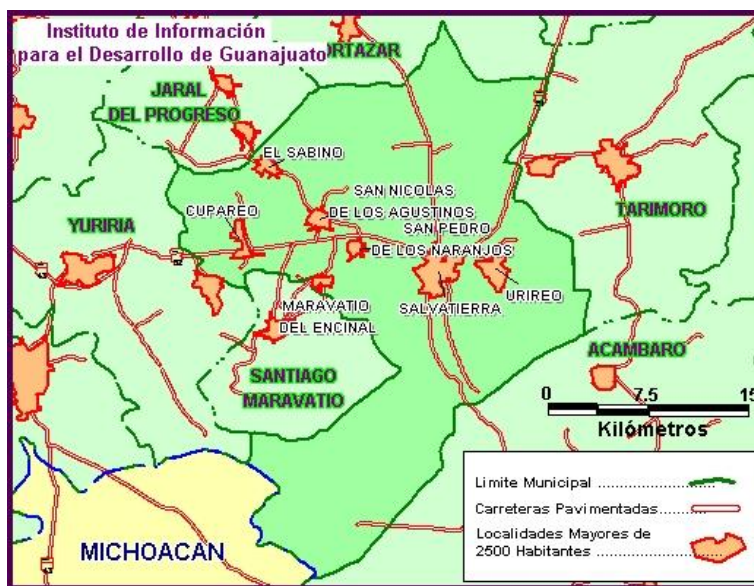 Instituto de Información
para el Desarrollo de Guanajuato
ORTAZAR
JARAL
DEL PROGRESO
EL SABINO
SAN NICOLAS
DE LOS AGUSTINOS
CUPAREO
SAN PEDRO
DE LOS NARANJOS
YURIRIA
TARIMORO
URIREO
SALVATIERRA
MARAVATIO
DEL ENCINAL
SANTIAGO
MARAVATIO
ACAMBARO
0 7.5 15
Kilómetros
MICHOACAN
Limite Municipal
Carreteras Pavimentadas
Localidades Mayores de
2500 Habitantes